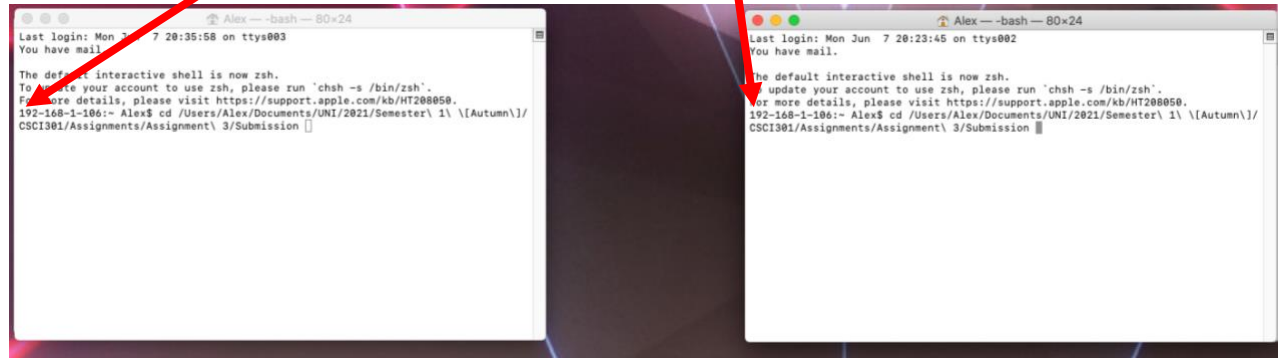 Alex — -bash — 80×24
Last login: Mon Jun 7 20:35:58 on ttys003
You have mail.
The default interactive shell is now zsh.
To update your account to use zsh, please run `chsh -s /bin/zsh`.
For more details, please visit https://support.apple.com/kb/HT208050.
192-168-1-106:~ Alex$ cd /Users/Alex/Documents/UNI/2021/Semester\ 1\ \[Autumn\]/
CSCI301/Assignments/Assignment\ 3/Submission
Alex — -bash — 80×24
Last login: Mon Jun 7 20:23:45 on ttys002
You have mail.
The default interactive shell is now zsh.
To update your account to use zsh, please run `chsh -s /bin/zsh`.
For more details, please visit https://support.apple.com/kb/HT208050.
192-168-1-106:~ Alex$ cd /Users/Alex/Documents/UNI/2021/Semester\ 1\ \[Autumn\]/
CSCI301/Assignments/Assignment\ 3/Submission